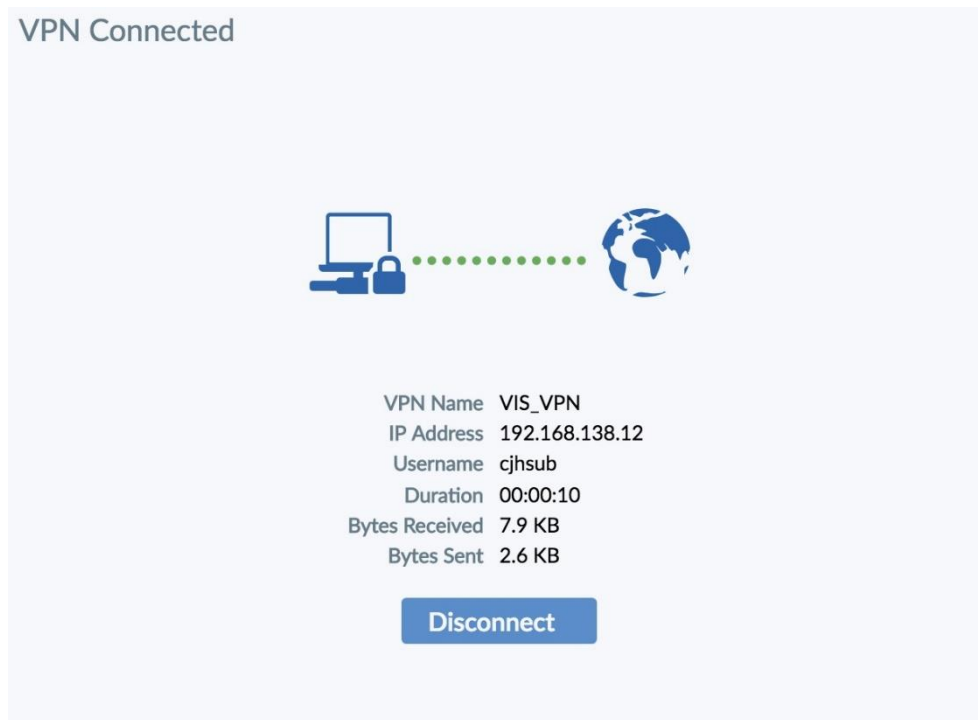 VPN Connected
VPN Name VIS_VPN
IP Address 192.168.138.12
Username cjhsub
Duration 00:00:10
Bytes Received 7.9 KB
Bytes Sent 2.6 KB
Disconnect